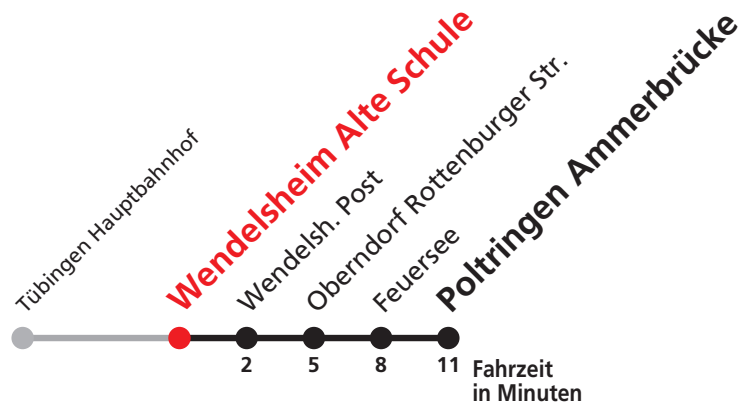 Tübingen Hauptbahnhof
Wendelsheim Alte Schule
Wendelsh. Post
Oberndorf Rottenburger Str.
Feuersee
Poltringen Ammerbrücke
2 5 8 11
Fahrzeit
in Minuten